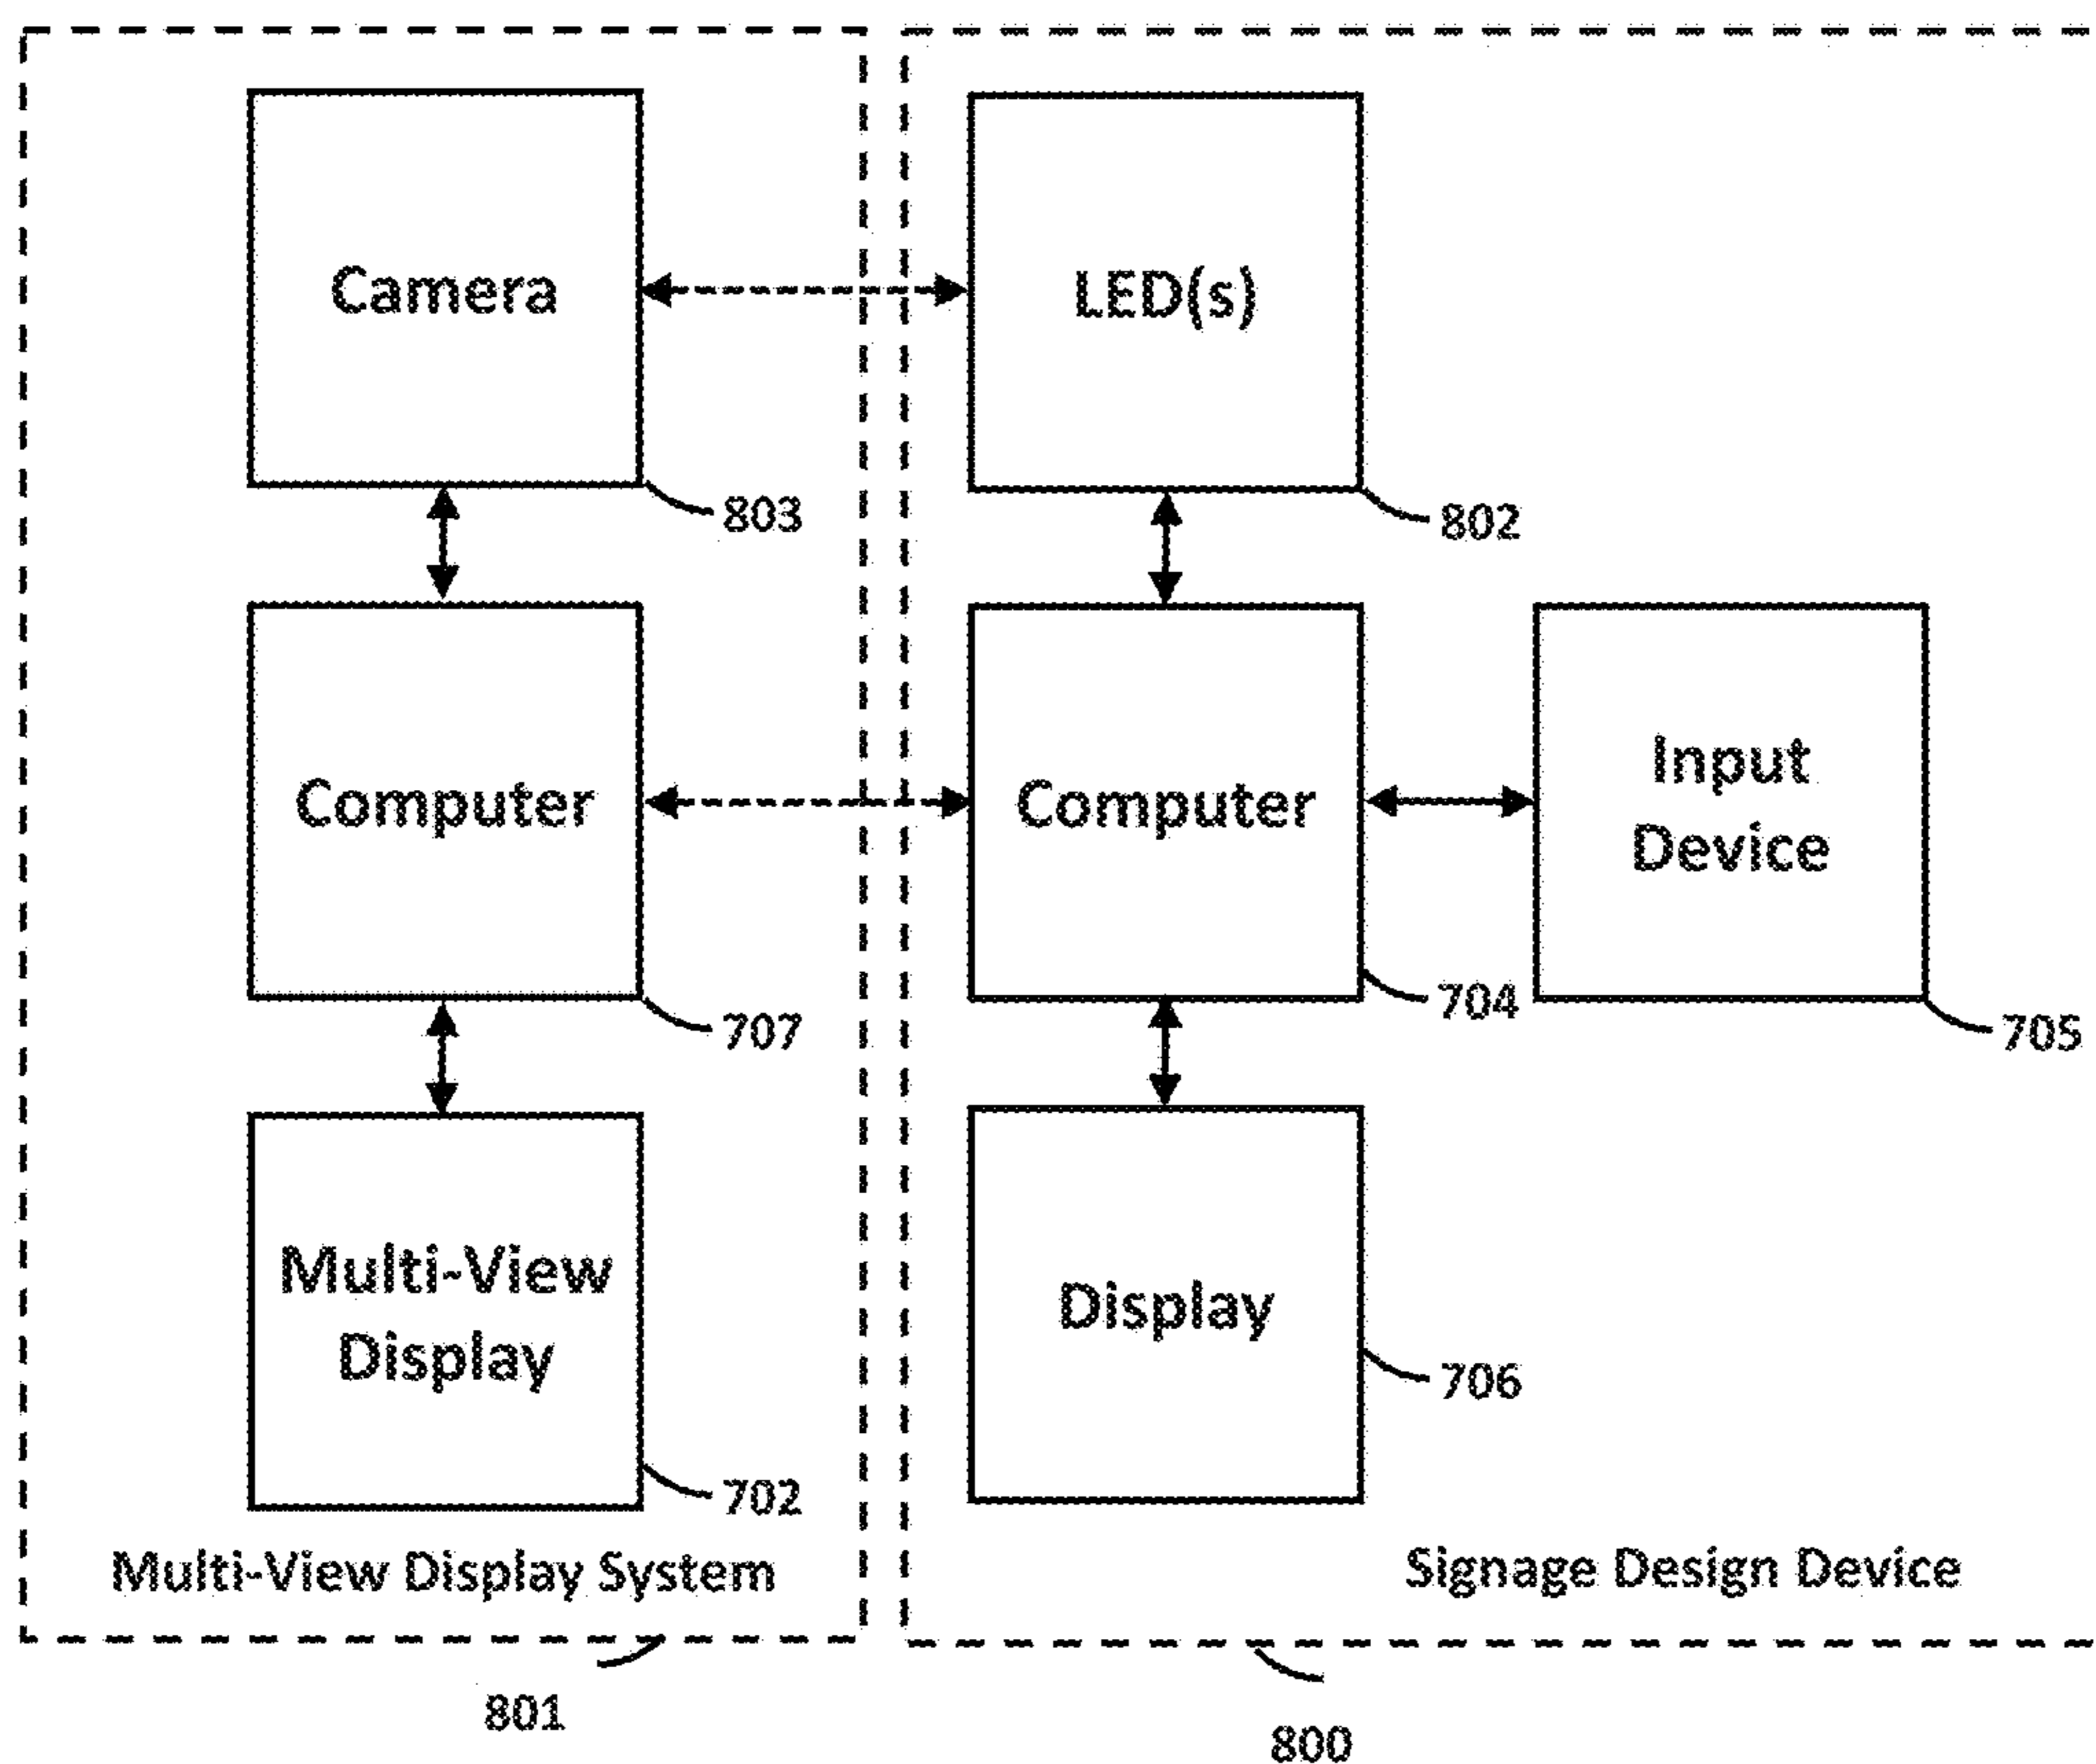 Camera
LED(s)
803
802
Computer
Computer
Input
Device
707
704
705
Multi-View
Display
Display
702
706
Multi-View Display System
Signage Design Device
801
800